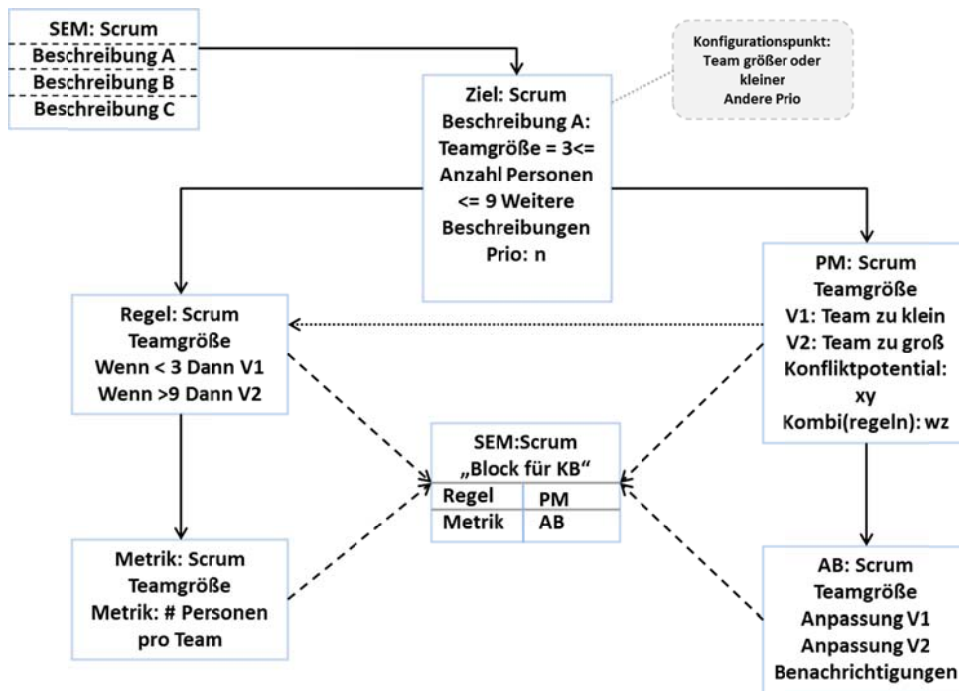 SEM: Scrum
Beschreibung A
Beschreibung B
Beschreibung C
Konfigurationspunkt:
Team größer oder
kleiner
Andere Prio
Ziel: Scrum
Beschreibung A:
Teamgröße = 3<=
Anzahl Personen
<= 9 Weitere
Beschreibungen
Prio: n
Regel: Scrum
Teamgröße
Wenn < 3 Dann V1
Wenn >9 Dann V2
PM: Scrum
Teamgröße
V1: Team zu klein
V2: Team zu groß
Konfliktpotential:
xy
Kombi(regeln): wz
SEM:Scrum
„Block für KB“
Regel PM
Metrik AB
Metrik: Scrum
Teamgröße
Metrik: # Personen
pro Team
AB: Scrum
Teamgröße
Anpassung V1
Anpassung V2
Benachrichtigungen